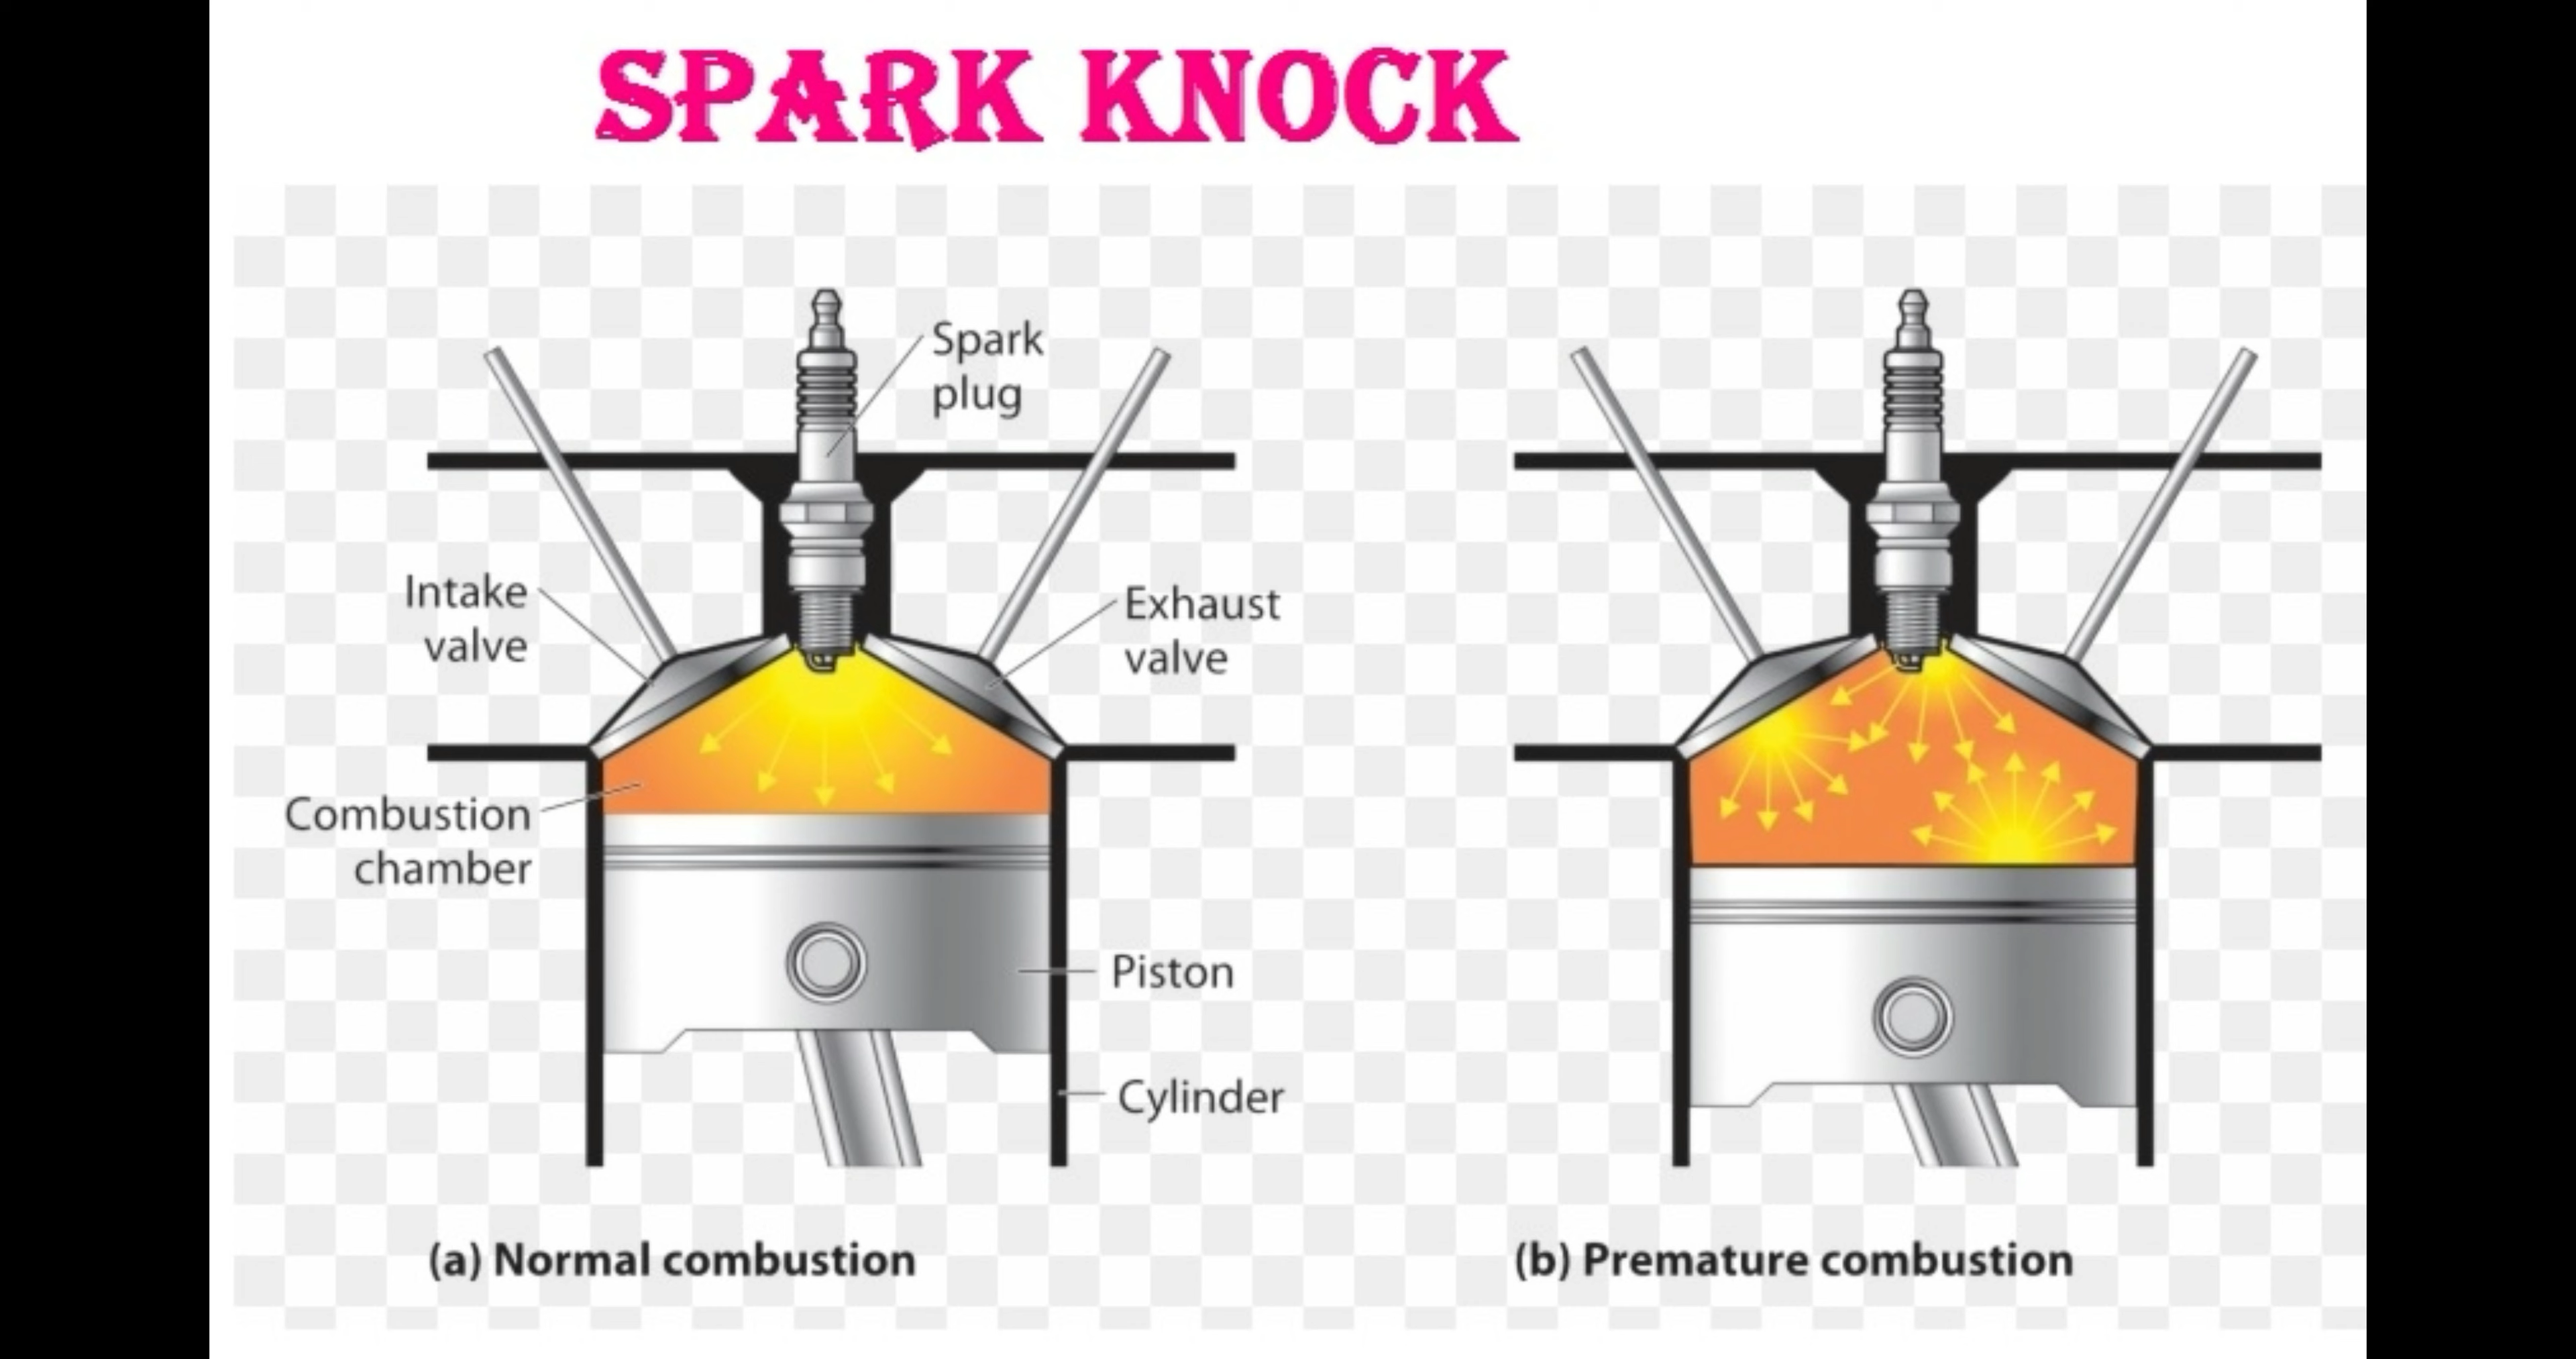 SPARK KNOCK
Spark
plug
Intake
valve
Exhaust
valve
Combustion
chamber
Piston
Cylinder
(a) Normal combustion
(b) Premature combustion